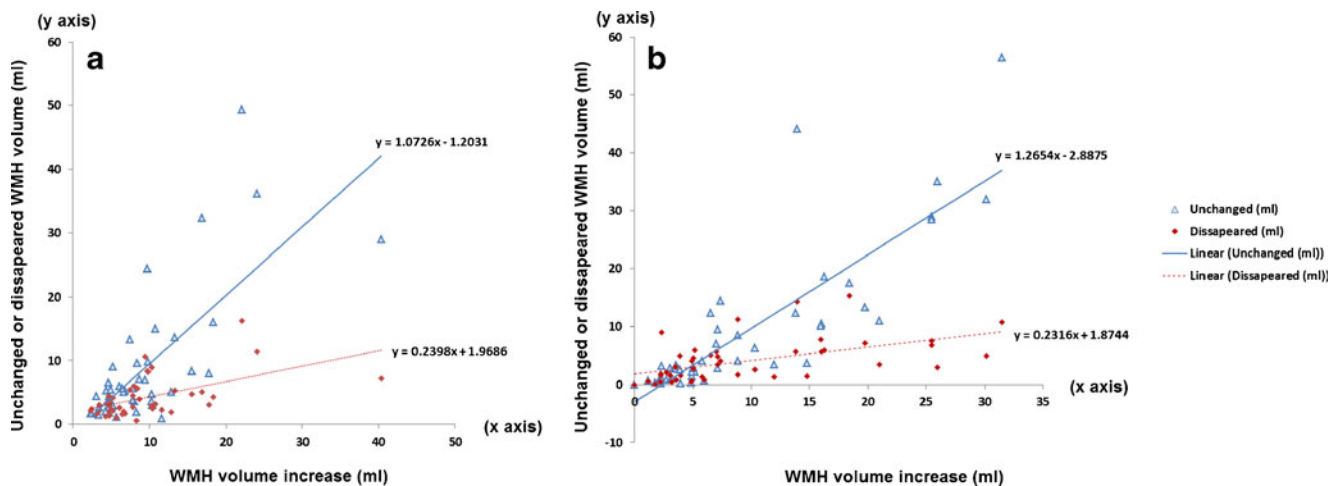 (y axis)
a
Unchanged or dissapeared WMH volume (ml)
60
50
40
30
20
10
0
y = 1.0726x - 1.2031
y = 0.2398x + 1.9686
0 10 20 30 40 50
(x axis)
WMH volume increase (ml)
(y axis)
b
Unchanged or dissapeared WMH volume (ml)
60
50
40
30
20
10
0
-10
y = 1.2654x - 2.8875
y = 0.2316x + 1.8744
0 5 10 15 20 25 30 35
(x axis)
WMH volume increase (ml)
Unchanged (ml)
Dissapeared (ml)
Linear (Unchanged (ml))
Linear (Dissapeared (ml))